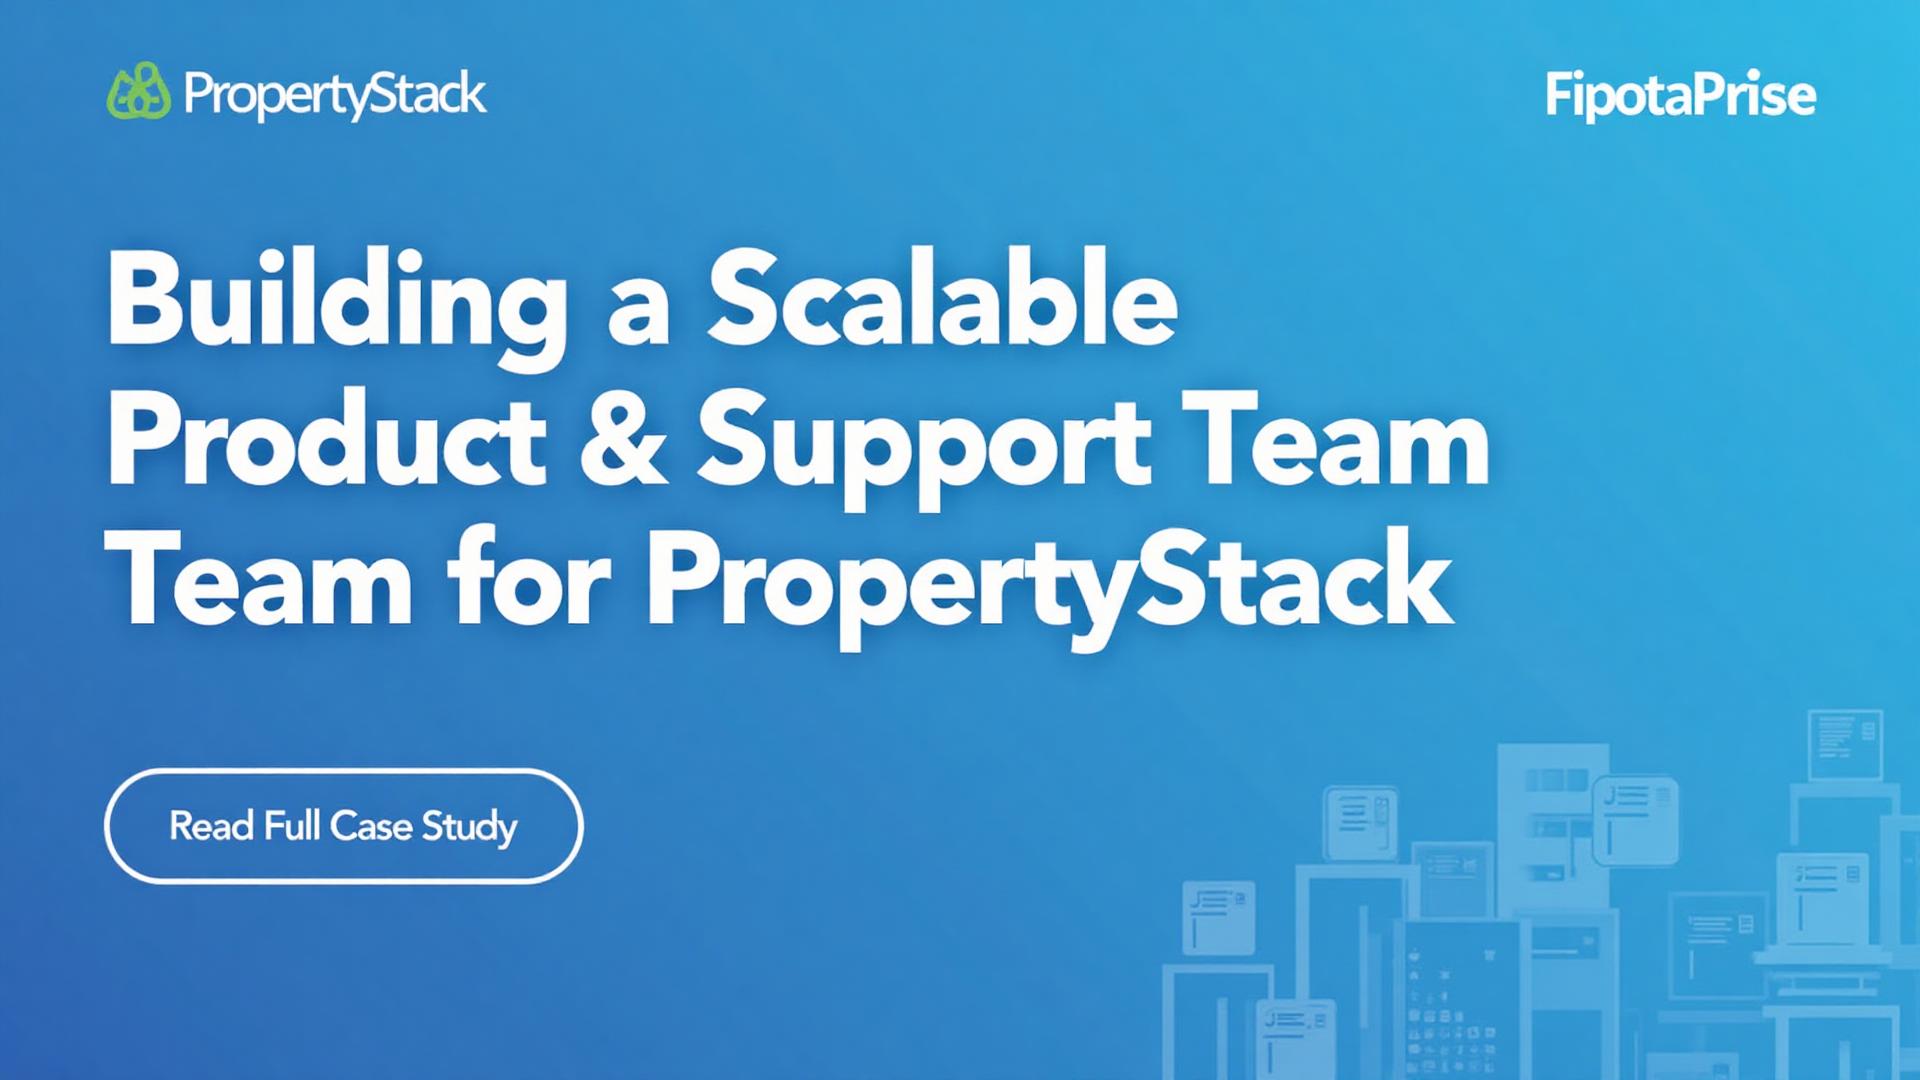 PropertyStack
FipotaPrise
Building a Scalable
Product & Support Team
Team for PropertyStack
Read Full Case Study